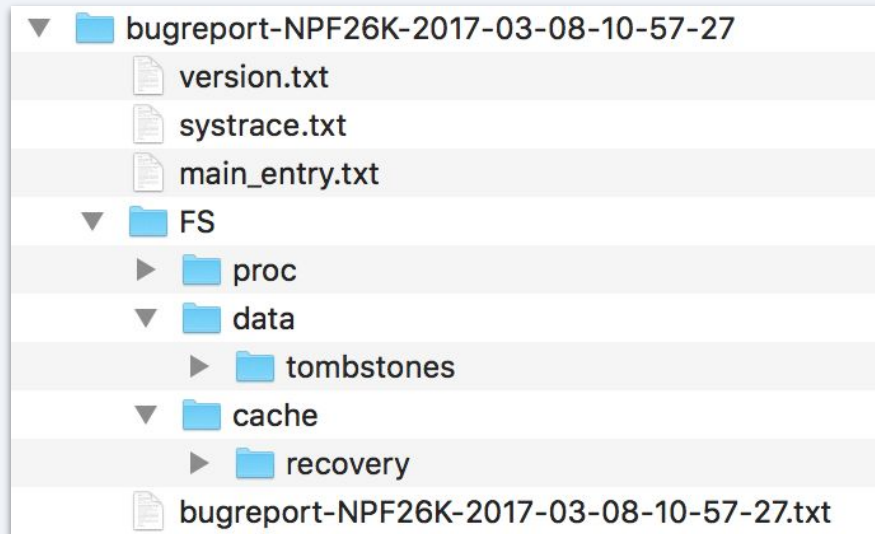 bugreport-NPF26K-2017-03-08-10-57-27
version.txt
systrace.txt
main_entry.txt
FS
proc
data
tombstones
cache
recovery
bugreport-NPF26K-2017-03-08-10-57-27.txt